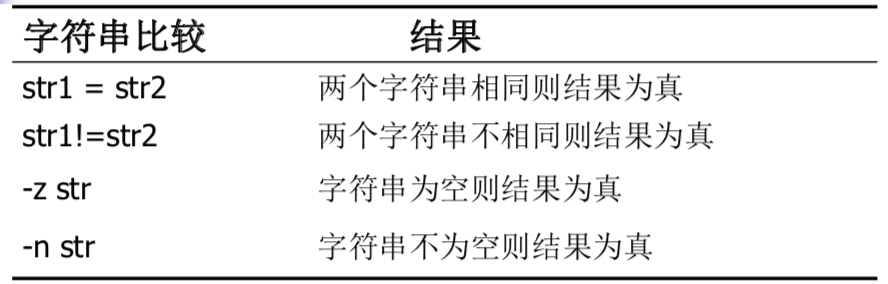 字符串比较 结果
str1 = str2 两个字符串相同则结果为真
str1!=str2 两个字符串不相同则结果为真
-z str 字符串为空则结果为真
-n str 字符串不为空则结果为真